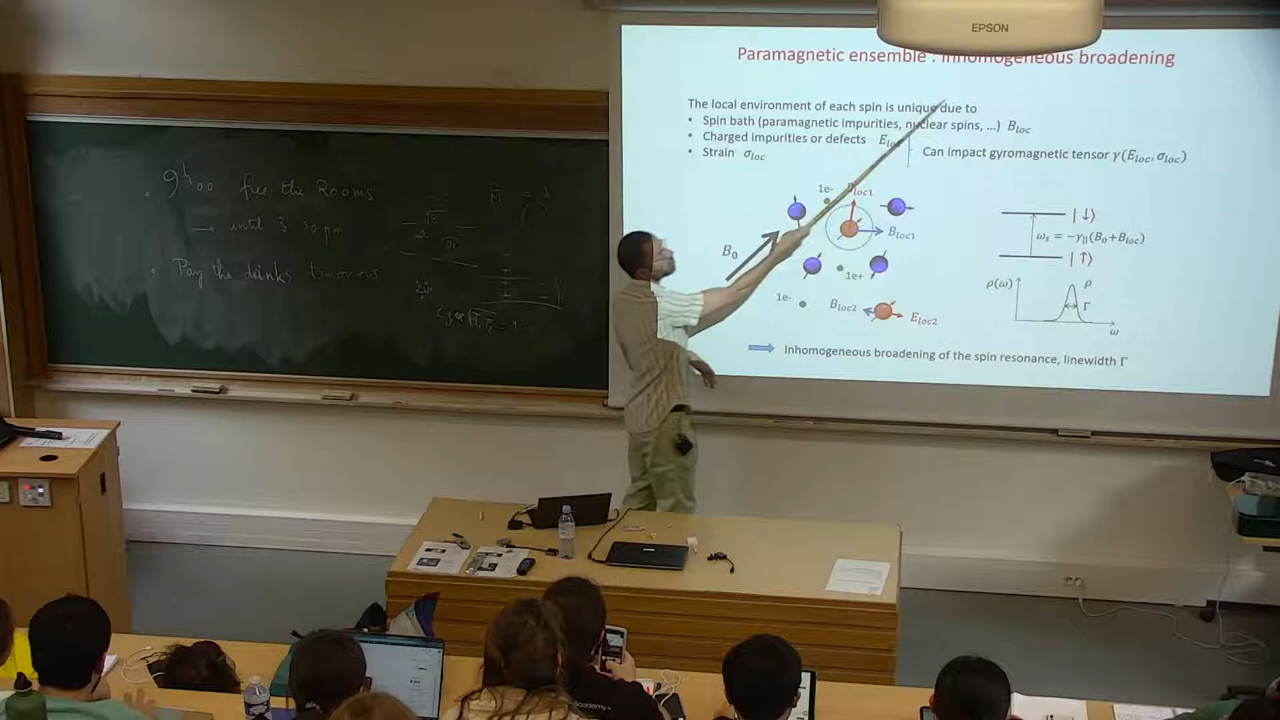 EPSON
Paramagnetic ensemble : inhomogeneous broadening
The local environment of each spin is unique due to
• Spin bath (paramagnetic impurities, nuclear spins, ...) B_loc
• Charged impurities or defects E_loc
• Strain σ_loc
Can impact gyromagnetic tensor γ(E_loc, σ_loc)
1e-
B_loc1
B_0
1e+
1e-
B_loc2
E_loc2
|↓⟩
ω_s = -γ_||(B_0+B_loc)
|↑⟩
ρ(ω)
ρ
Γ
ω
Inhomogeneous broadening of the spin resonance, linewidth Γ
9h00 free the Rooms
→ until 3
• Pay the drinks